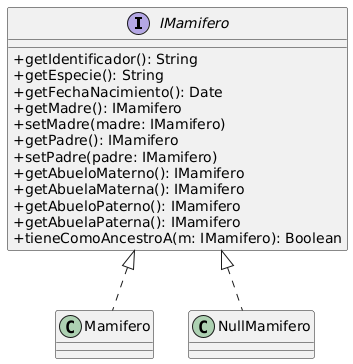 I IMamifero
+getIdentificador(): String
+getEspecie(): String
+getFechaNacimiento(): Date
+getMadre(): IMamifero
+setMadre(madre: IMamifero)
+getPadre(): IMamifero
+setPadre(padre: IMamifero)
+getAbueloMaterno(): IMamifero
+getAbuelaMaterna(): IMamifero
+getAbueloPaterno(): IMamifero
+getAbuelaPaterna(): IMamifero
+tieneComoAncestroA(m: IMamifero): Boolean
C Mamifero
C NullMamifero